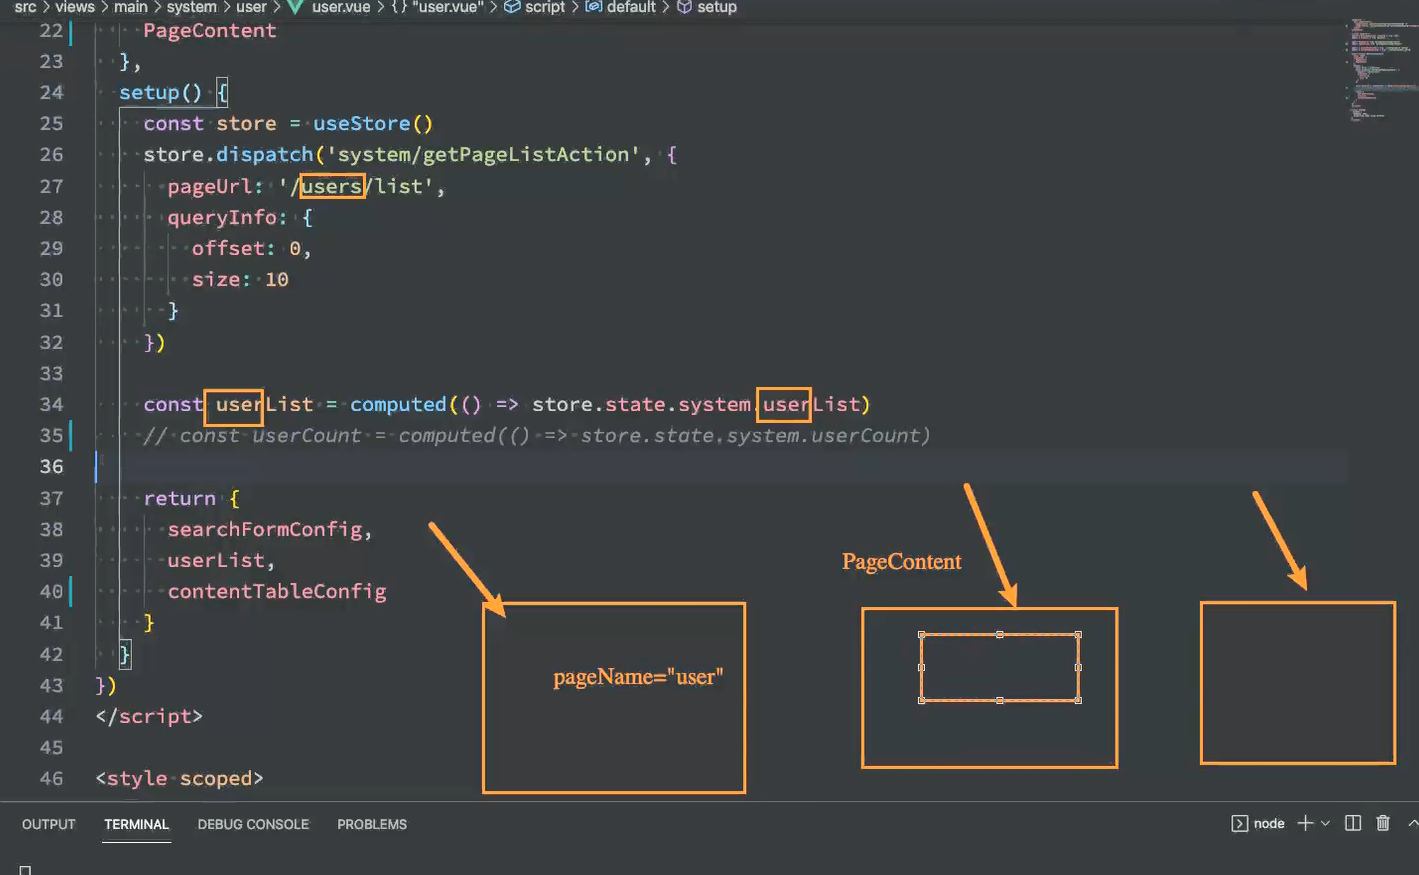 src > views > main > system > user > user.vue > {} "user.vue" > script > default > setup
22 PageContent
23 },
24 setup() {
25 const store = useStore()
26 store.dispatch('system/getPageListAction', {
27 pageUrl: '/users/list',
28 queryInfo: {
29 offset: 0,
30 size: 10
31 }
32 })
33
34 const userList = computed(() => store.state.system.userList)
35 // const userCount = computed(() => store.state.system.userCount)
36
37 return {
38 searchFormConfig,
39 userList,
40 contentTableConfig
41 }
42 }
43 })
44 </script>
45
46 <style scoped>
PageContent
pageName="user"
OUTPUT TERMINAL DEBUG CONSOLE PROBLEMS node